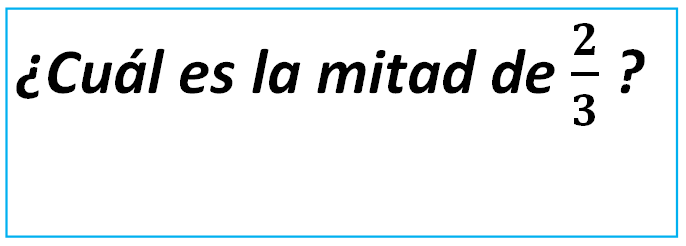 ¿Cuál es la mitad de 2/3 ?